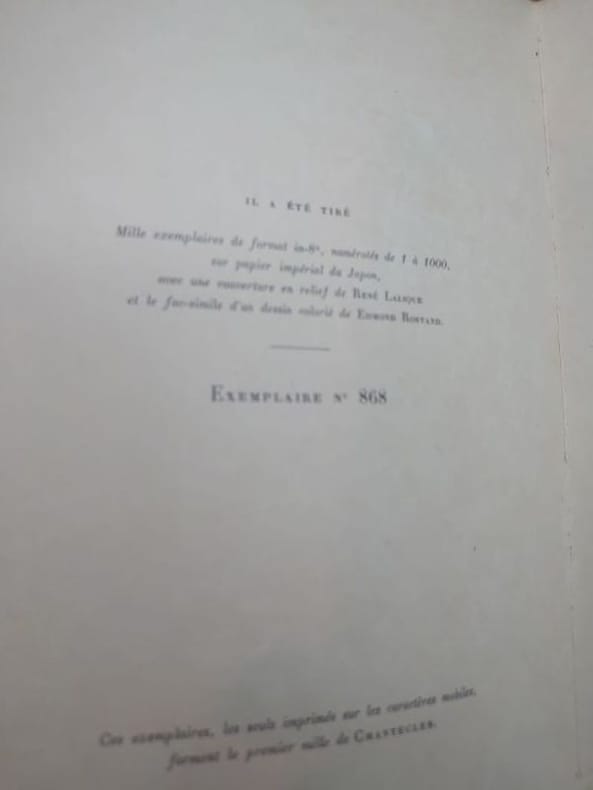 IL A ÉTÉ TIRÉ
Mille exemplaires de format in-8º, numérotés de 1 à 1000,
sur papier impérial du Japon,
avec une couverture en relief de RENÉ LALIQUE
et le fac-simile d'un dessin colorié de EDMOND ROSTAND.
EXEMPLAIRE Nº 868
Ces exemplaires, les seuls imprimés sur les caractères mobiles,
forment le premier mille de CHANTECLER.